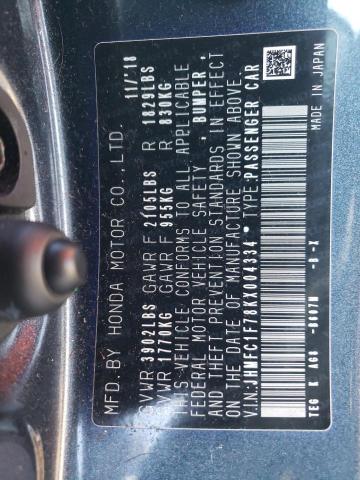 MFD.BY HONDA MOTOR CO.,LTD. 11/'18
GVWR 3902LBS GAWR F 2105LBS R 1829LBS
GVWR 1770KG GAWR F 955KG R 830KG
THIS VEHICLE CONFORMS TO ALL APPLICABLE
FEDERAL MOTOR VEHICLE SAFETY , BUMPER ,
AND THEFT PREVENTION STANDARDS IN EFFECT
ON THE DATE OF MANUFACTURE SHOWN ABOVE.
V.I.N:JHMFC1F78KX004334 • TYPE:PASSENGER CAR
TEG K AG8 -B607M -B -X
MADE IN JAPAN